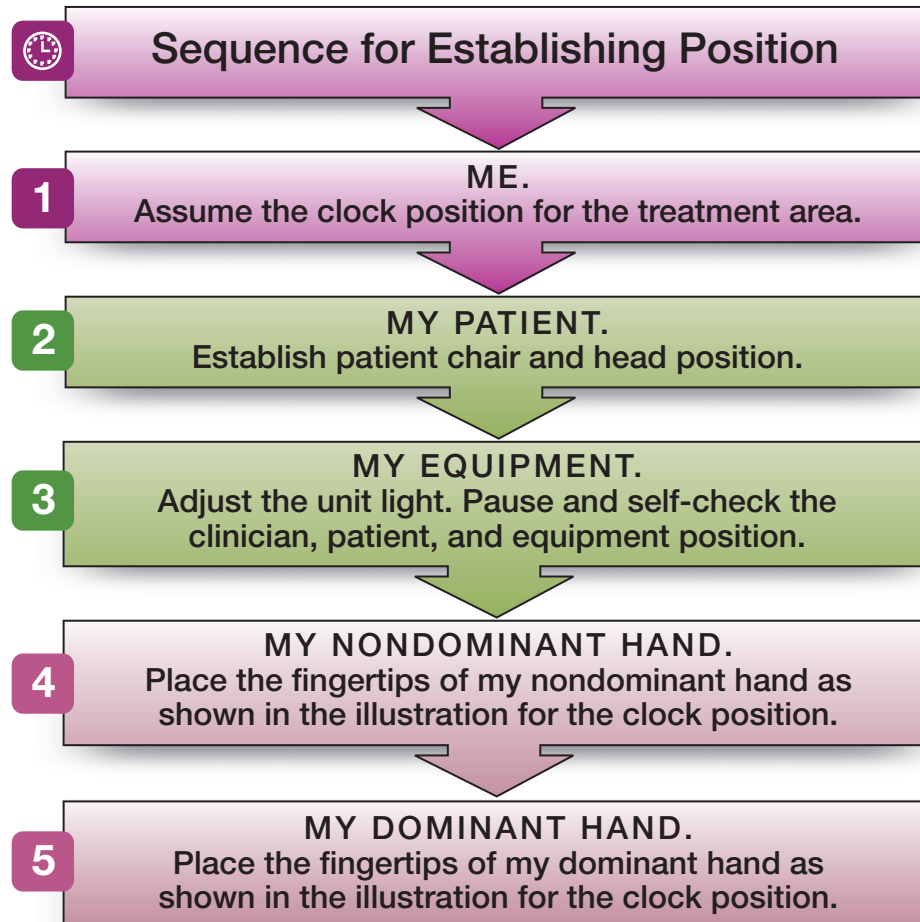 Sequence for Establishing Position
1
ME.
Assume the clock position for the treatment area.
2
MY PATIENT.
Establish patient chair and head position.
3
MY EQUIPMENT.
Adjust the unit light. Pause and self-check the
clinician, patient, and equipment position.
4
MY NONDOMINANT HAND.
Place the fingertips of my nondominant hand as
shown in the illustration for the clock position.
5
MY DOMINANT HAND.
Place the fingertips of my dominant hand as
shown in the illustration for the clock position.